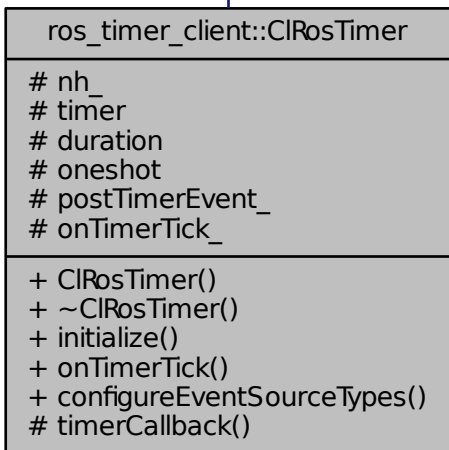 ros_timer_client::ClRosTimer
# nh_
# timer
# duration
# oneshot
# postTimerEvent_
# onTimerTick_
+ ClRosTimer()
+ ~ClRosTimer()
+ initialize()
+ onTimerTick()
+ configureEventSourceTypes()
# timerCallback()